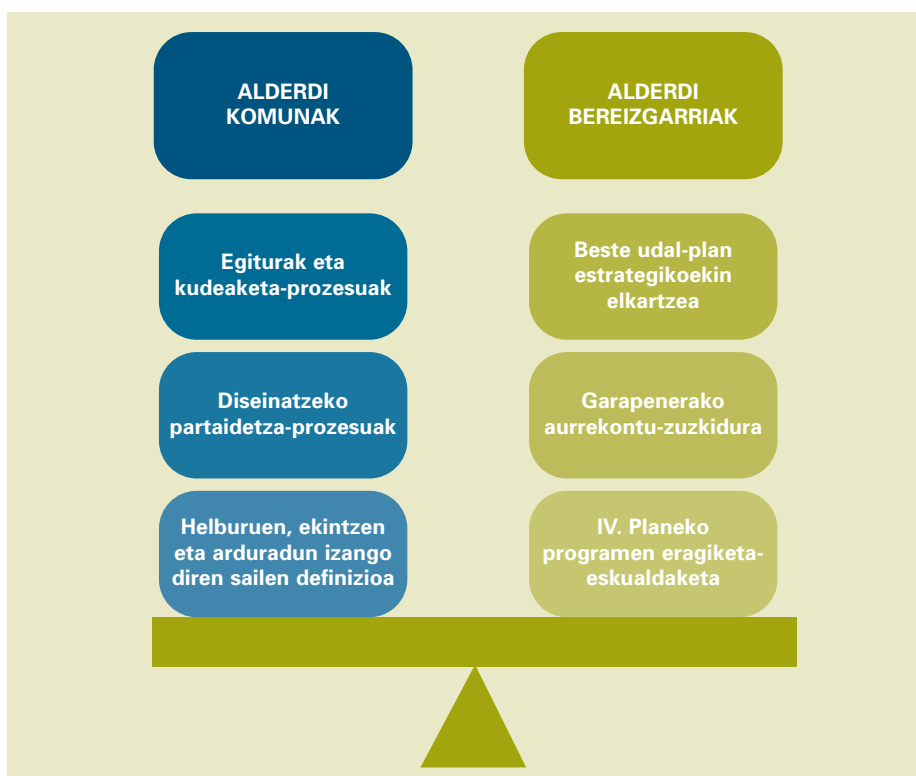 ALDERDI
KOMUNAK
Egiturak eta
kudeaketa-prozesuak
Diseinatzeko
partaidetza-prozesuak
Helburuen, ekintzen
eta arduradun izango
diren sailen definizioa
ALDERDI
BEREIZGARRIAK
Beste udal-plan
estrategikoekin
elkartzea
Garapenerako
aurrekontu-zuzkidura
IV. Planeko
programen eragiketa-
eskualdaketa